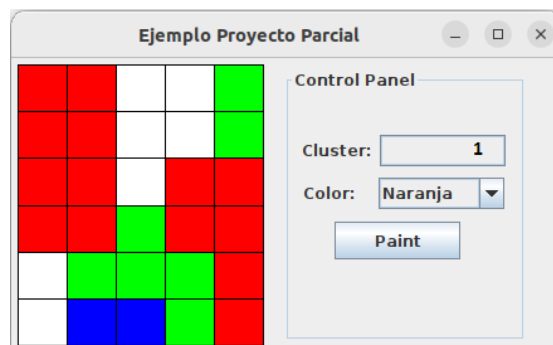 Ejemplo Proyecto Parcial
Control Panel
Cluster: 1
Color: Naranja
Paint